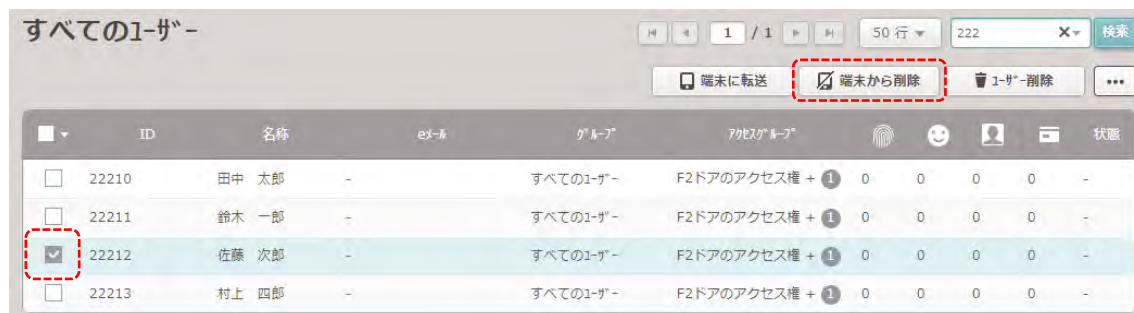 すべてのﾕｰｻﾞｰ 1 / 1 50 行 222 検索
端末に転送 端末から削除 ﾕｰｻﾞｰ削除 •••
ID 名称 eﾒｰﾙ ｸﾞﾙｰﾌﾟ ｱｸｾｽｸﾞﾙｰﾌﾟ 状態
22210 田中 太郎 - すべてのﾕｰｻﾞｰ F2ドアのアクセス権 + 1 0 0 0 0 -
22211 鈴木 一郎 - すべてのﾕｰｻﾞｰ F2ドアのアクセス権 + 1 0 0 0 0 -
22212 佐藤 次郎 - すべてのﾕｰｻﾞｰ F2ドアのアクセス権 + 1 0 0 0 0 -
22213 村上 四郎 - すべてのﾕｰｻﾞｰ F2ドアのアクセス権 + 1 0 0 0 0 -